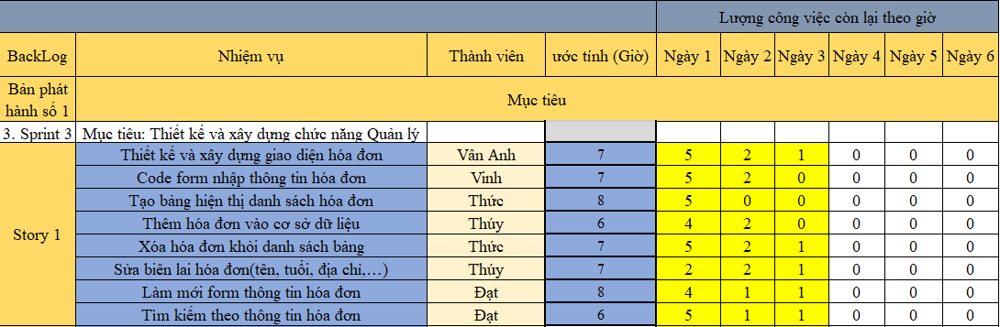 Lượng công việc còn lại theo giờ
BackLog Nhiệm vụ Thành viên ước tính (Giờ) Ngày 1 Ngày 2 Ngày 3 Ngày 4 Ngày 5 Ngày 6
Bản phát hành số 1 Mục tiêu
3. Sprint 3 Mục tiêu: Thiết kế và xây dựng chức năng Quản lý
Story 1
Thiết kế và xây dựng giao diện hóa đơn Vân Anh 7 5 2 1 0 0 0
Code form nhập thông tin hóa đơn Vinh 7 5 2 0 0 0 0
Tạo bảng hiện thị danh sách hóa đơn Thức 8 5 0 0 0 0 0
Thêm hóa đơn vào cơ sở dữ liệu Thúy 6 4 2 0 0 0 0
Xóa hóa đơn khỏi danh sách bảng Thức 7 5 2 1 0 0 0
Sửa biên lai hóa đơn(tên, tuổi, địa chỉ,…) Thúy 7 2 2 1 0 0 0
Làm mới form thông tin hóa đơn Đạt 8 4 1 1 0 0 0
Tìm kiếm theo thông tin hóa đơn Đạt 6 5 1 1 0 0 0